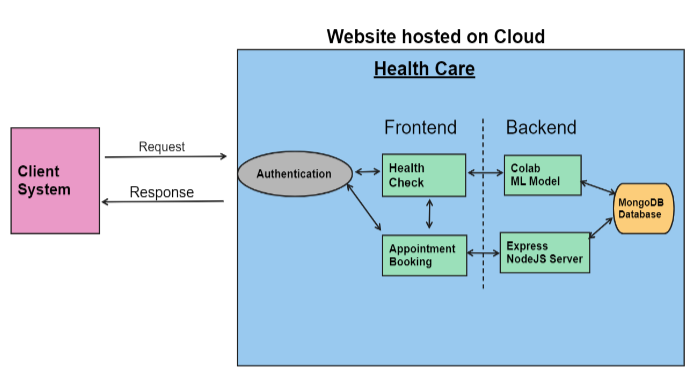 Website hosted on Cloud
Health Care
Frontend
Backend
Client
System
Request
Response
Authentication
Health
Check
Colab
ML Model
MongoDB
Database
Appointment
Booking
Express
NodeJS Server